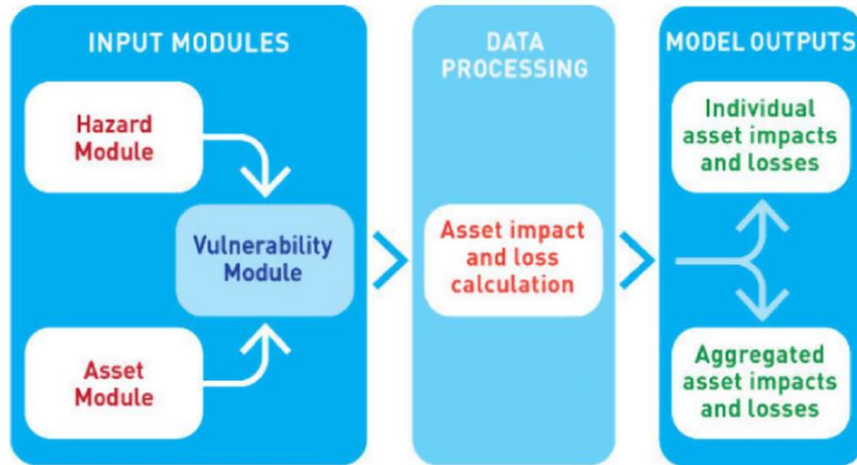 INPUT MODULES
Hazard
Module
Vulnerability
Module
Asset
Module
DATA
PROCESSING
Asset impact
and loss
calculation
MODEL OUTPUTS
Individual
asset impacts
and losses
Aggregated
asset impacts
and losses